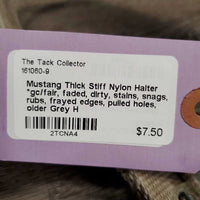 The Tack Collector
161060-9
Mustang Thick Stiff Nylon Halter
*gc/fair, faded, dirty, stains, snags,
rubs, frayed edges, pulled holes,
older Grey H
2TCNA4
$7.50